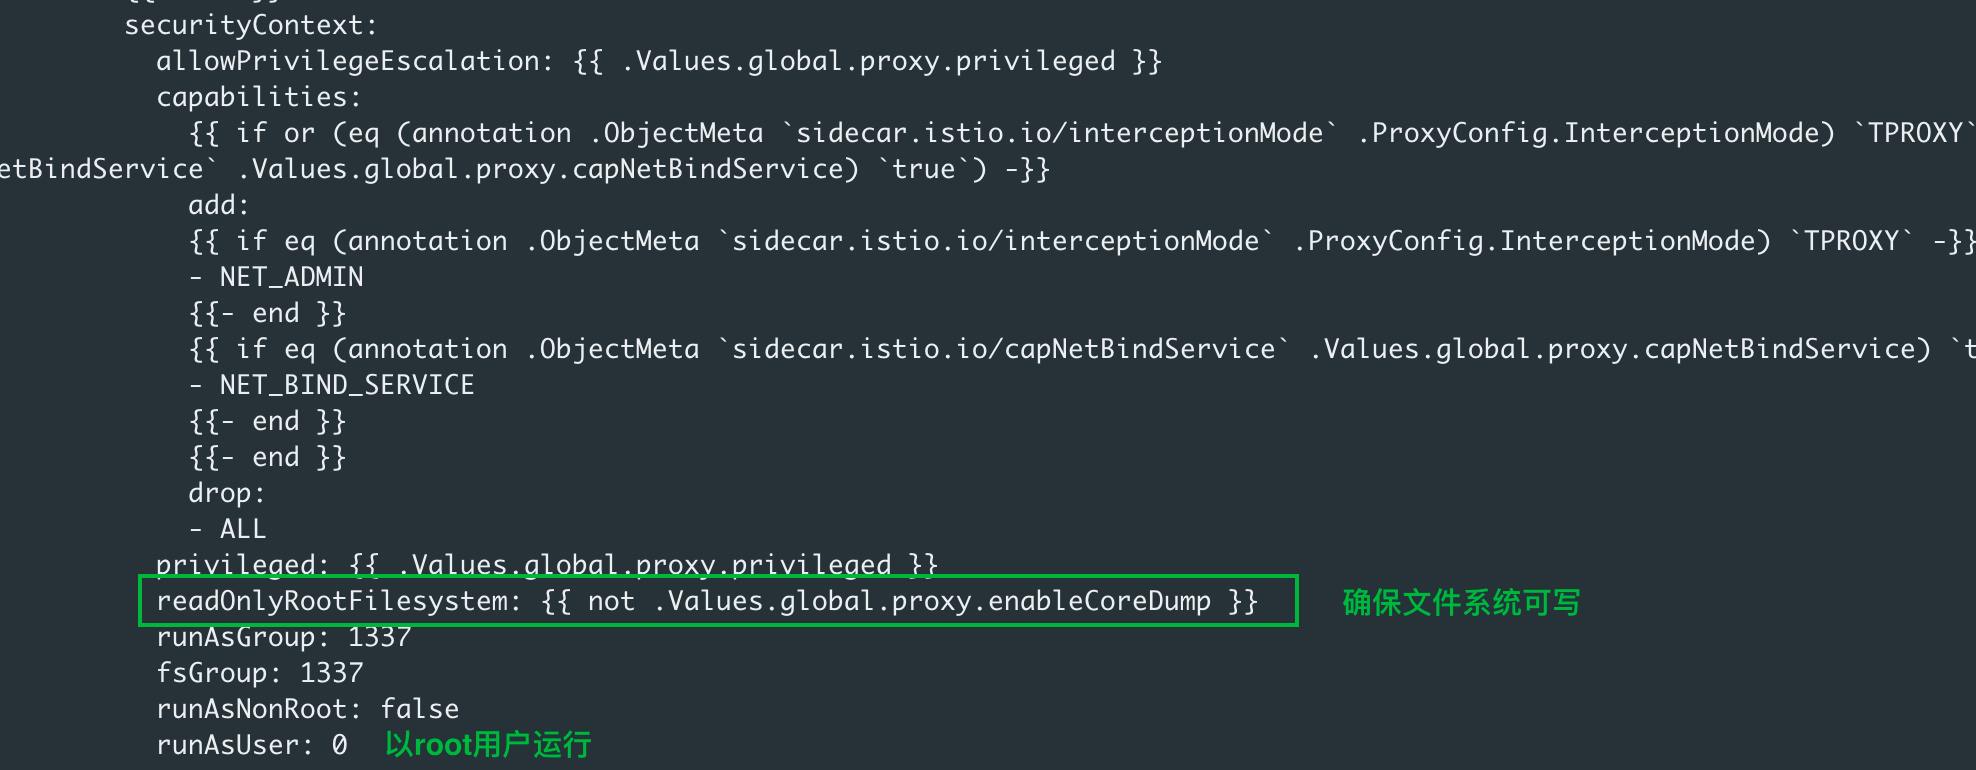 securityContext:
allowPrivilegeEscalation: {{ .Values.global.proxy.privileged }}
capabilities:
{{ if or (eq (annotation .ObjectMeta `sidecar.istio.io/interceptionMode` .ProxyConfig.InterceptionMode) `TPROXY`
etBindService` .Values.global.proxy.capNetBindService) `true`) -}}
add:
{{ if eq (annotation .ObjectMeta `sidecar.istio.io/interceptionMode` .ProxyConfig.InterceptionMode) `TPROXY` -}}
- NET_ADMIN
{{- end }}
{{ if eq (annotation .ObjectMeta `sidecar.istio.io/capNetBindService` .Values.global.proxy.capNetBindService) `t
- NET_BIND_SERVICE
{{- end }}
{{- end }}
drop:
- ALL
privileged: {{ .Values.global.proxy.privileged }}
readOnlyRootFilesystem: {{ not .Values.global.proxy.enableCoreDump }} 确保文件系统可写
runAsGroup: 1337
fsGroup: 1337
runAsNonRoot: false
runAsUser: 0 以root用户运行